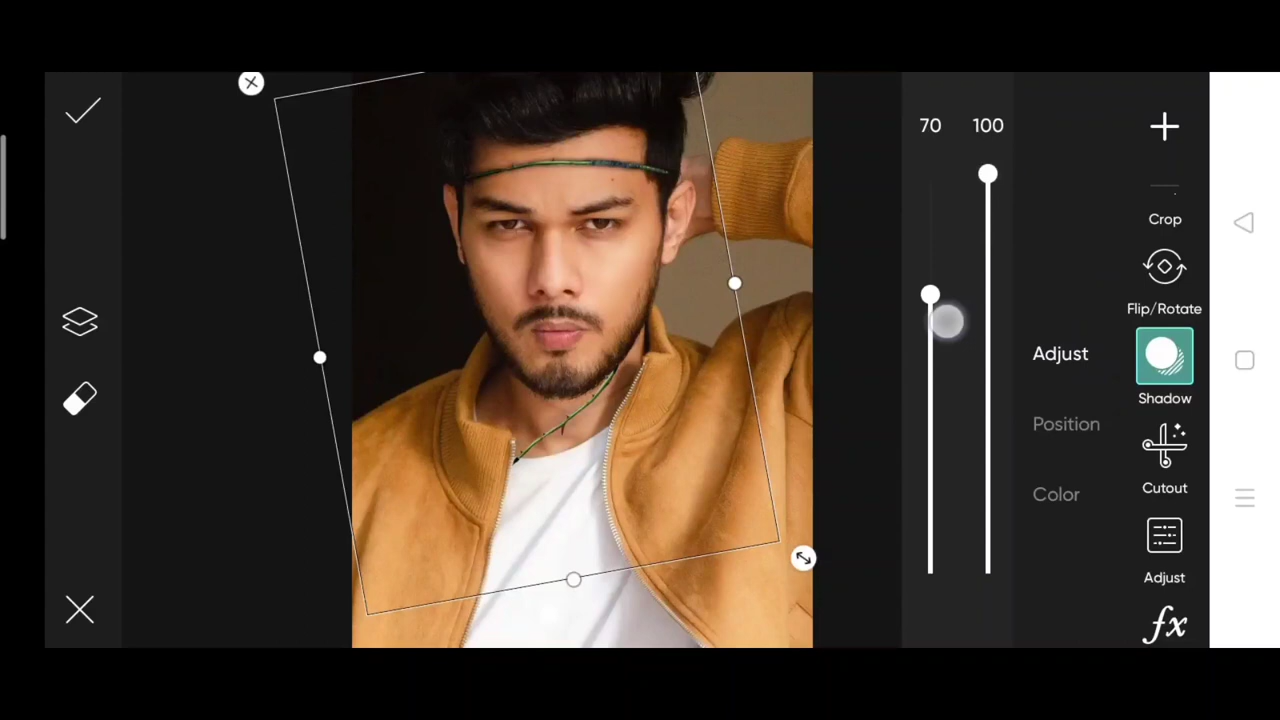 70 100
Crop
Flip/Rotate
Adjust
Shadow
Position
Cutout
Color
Adjust
fx